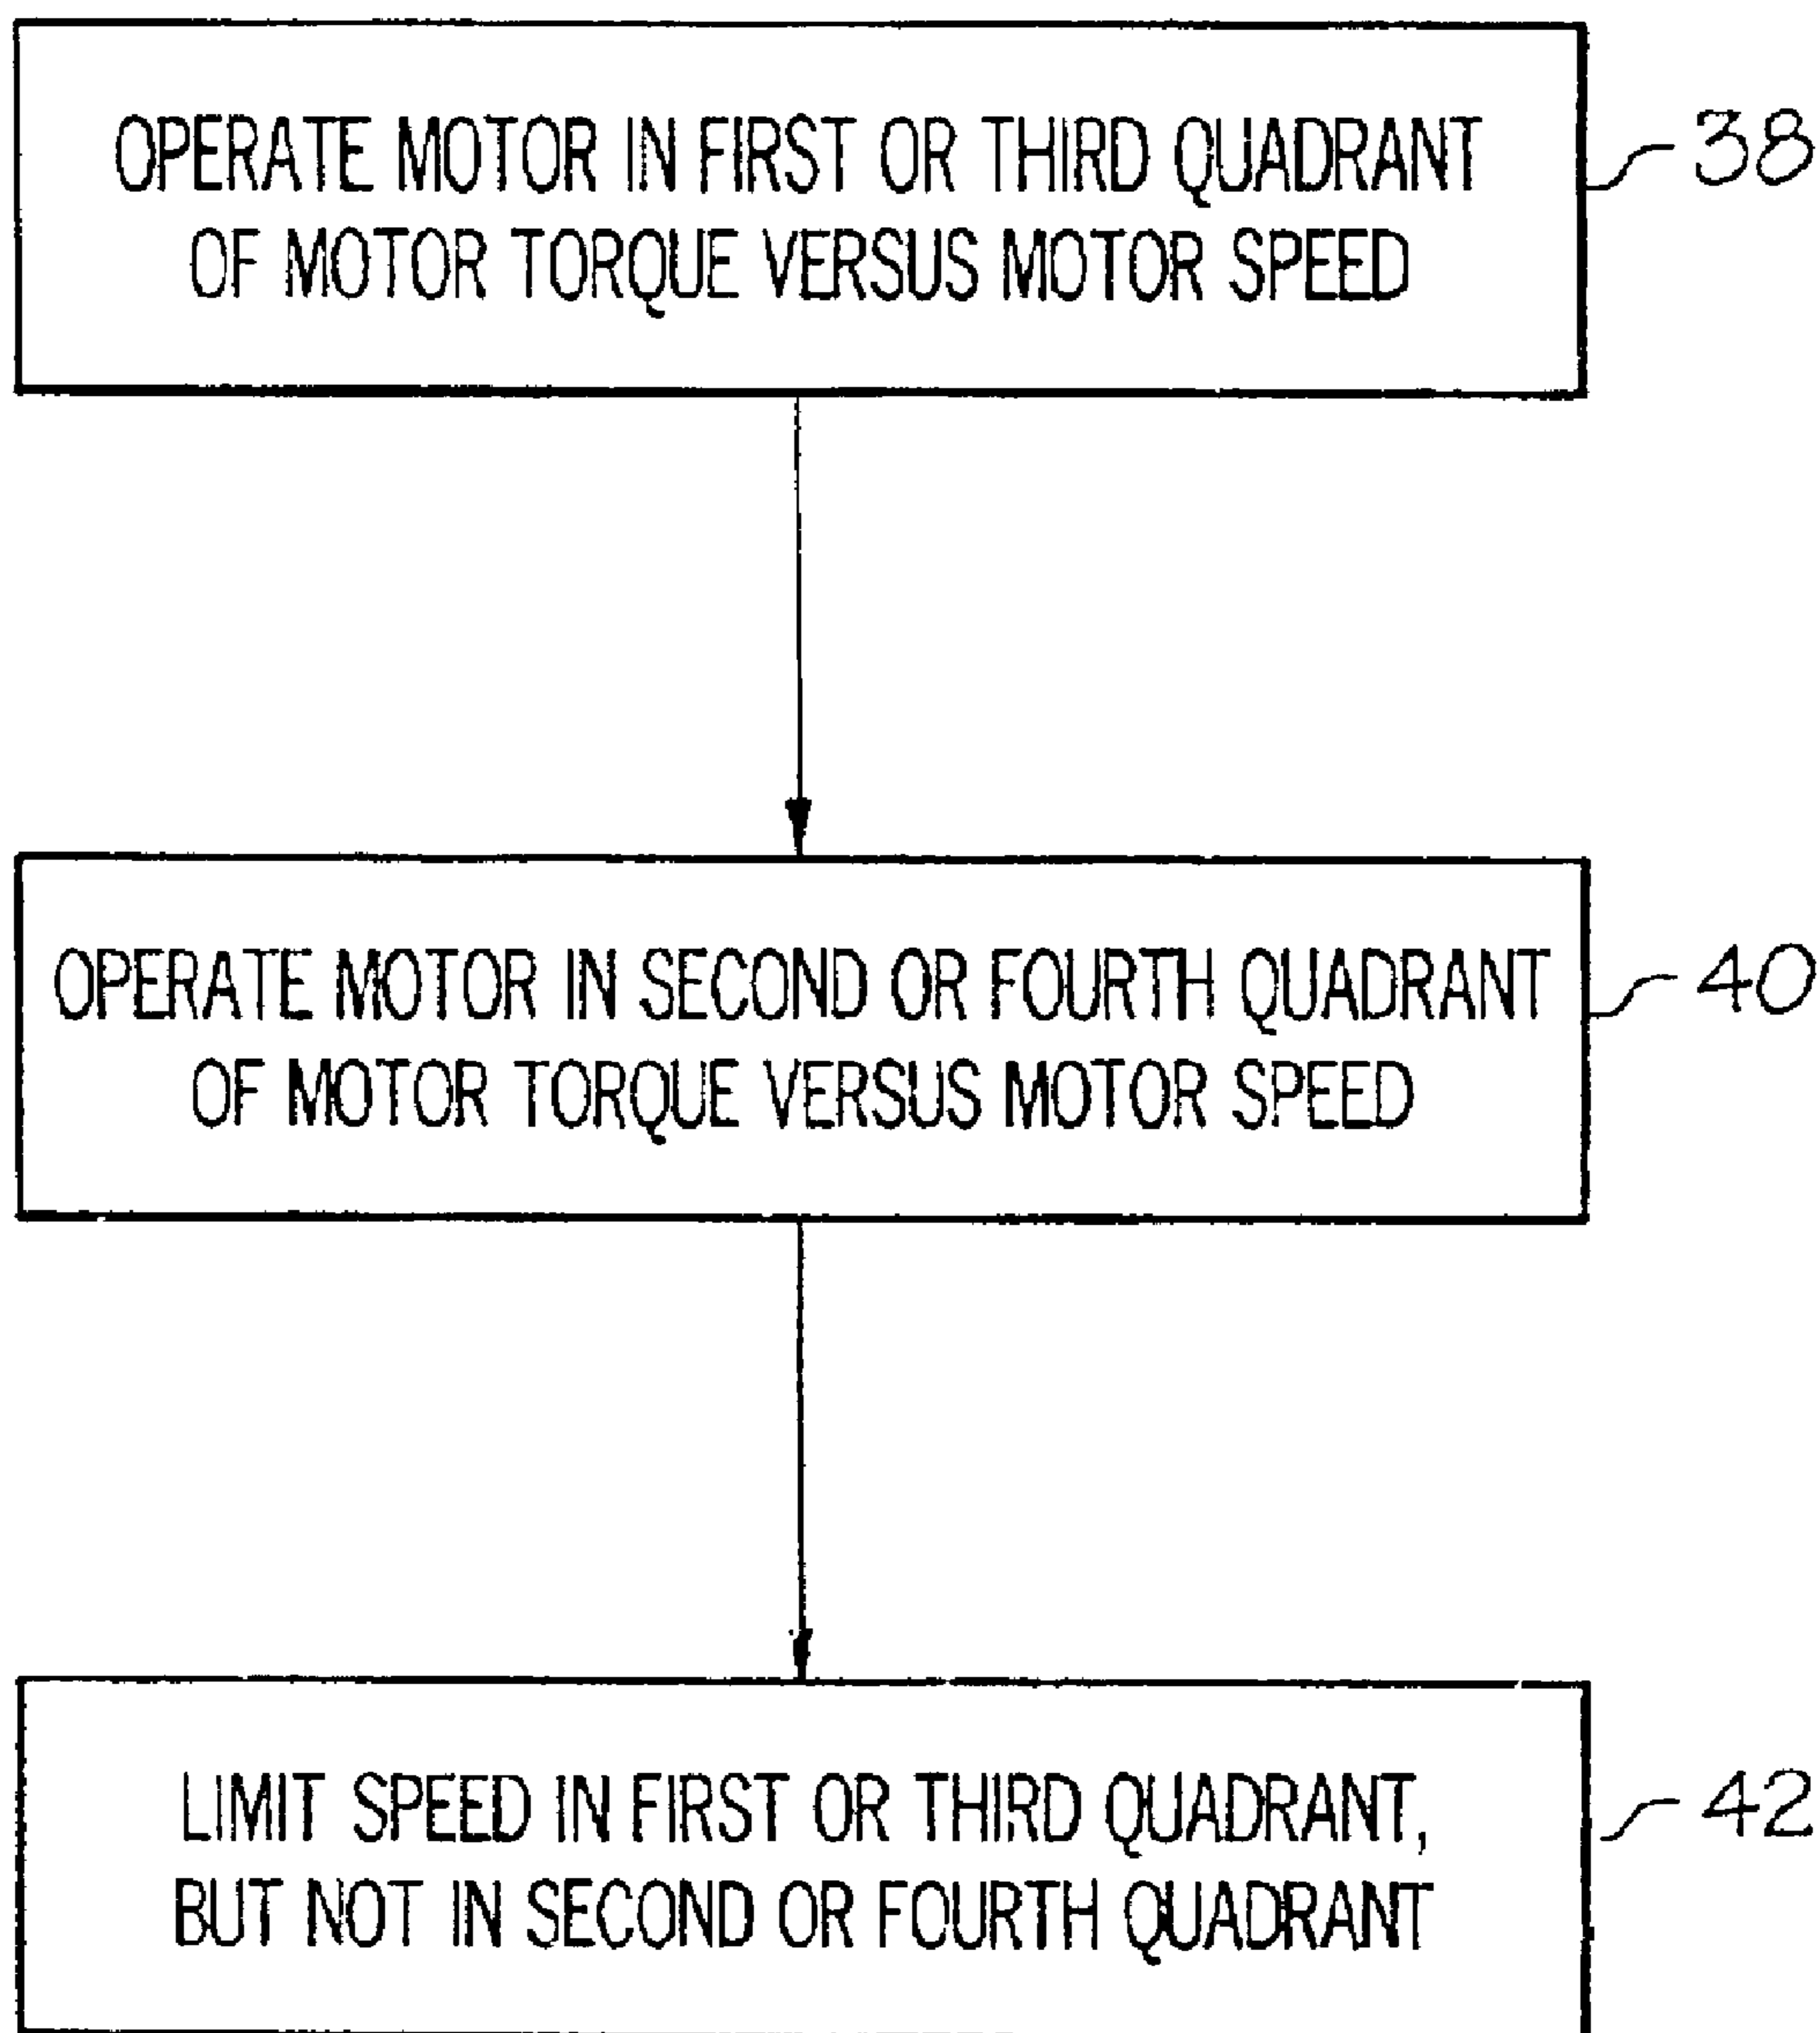 OPERATE MOTOR IN FIRST OR THIRD QUADRANT
OF MOTOR TORQUE VERSUS MOTOR SPEED
38
OPERATE MOTOR IN SECOND OR FOURTH QUADRANT
OF MOTOR TORQUE VERSUS MOTOR SPEED
40
LIMIT SPEED IN FIRST OR THIRD QUADRANT,
BUT NOT IN SECOND OR FOURTH QUADRANT
42